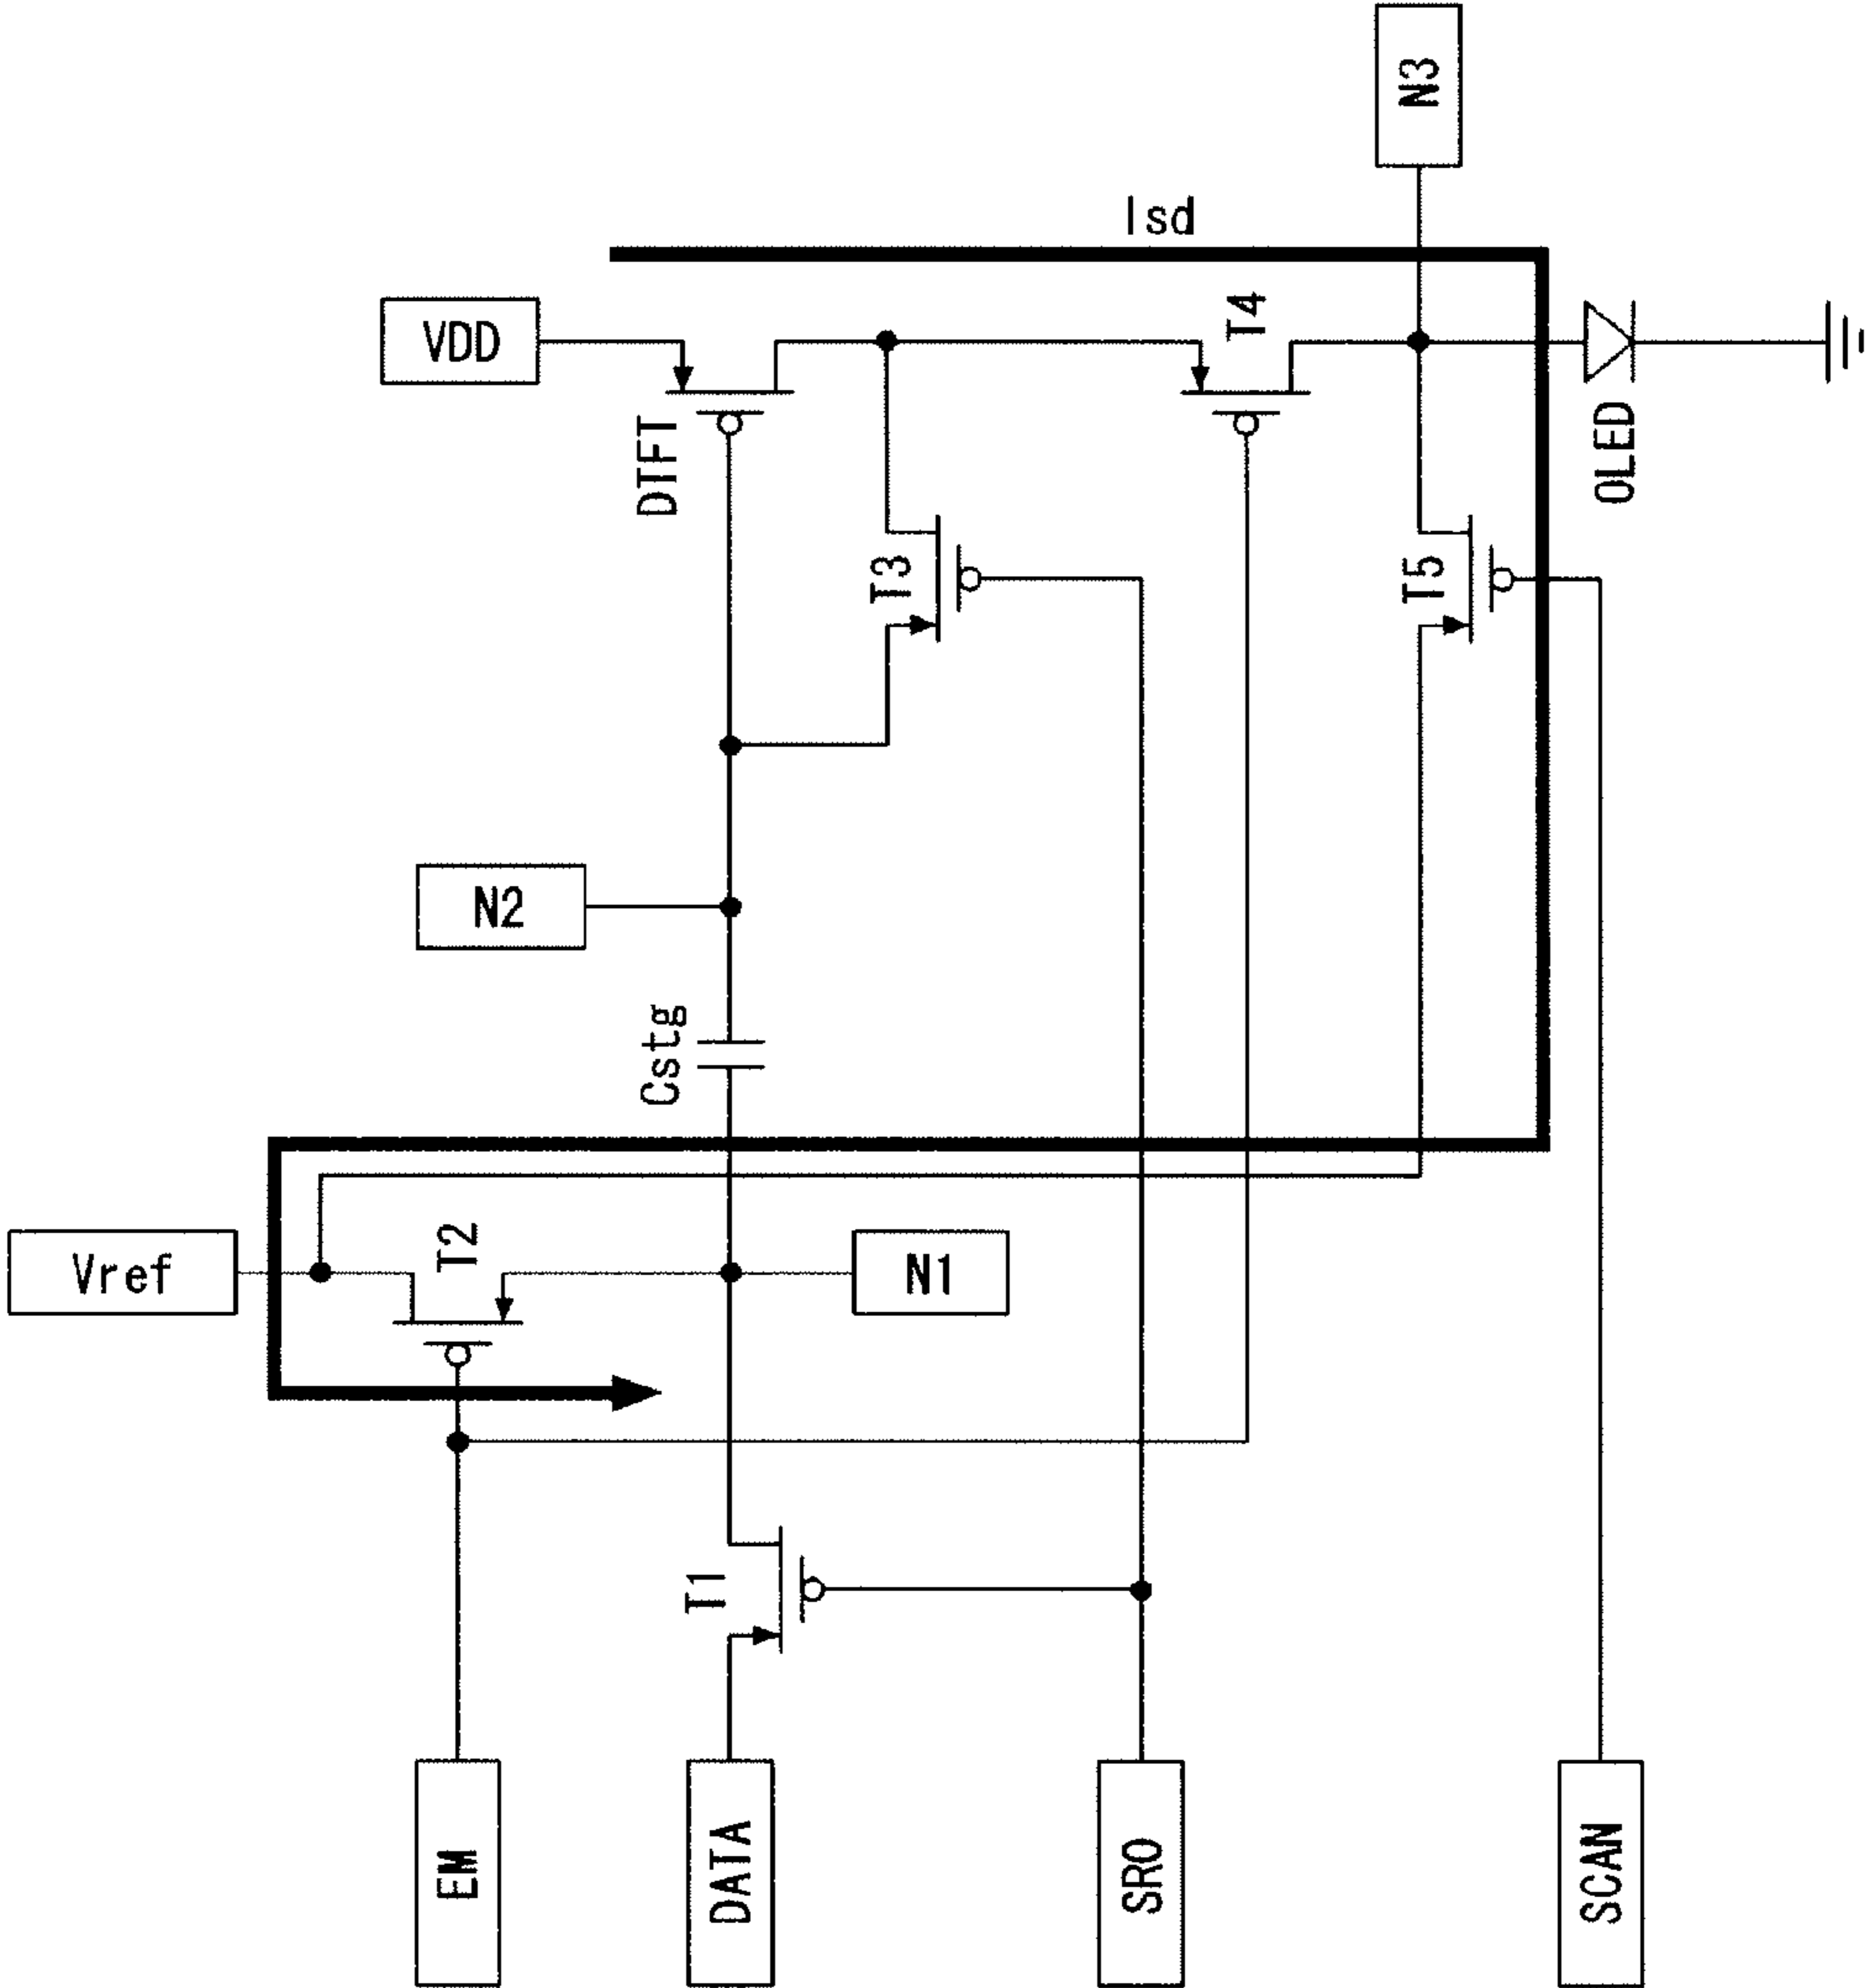 N3
Isd
VDD
T4
DTFT
OLED
T3
T5
N2
Cstg
Vref
T2
N1
T1
EM
DATA
SRO
SCAN